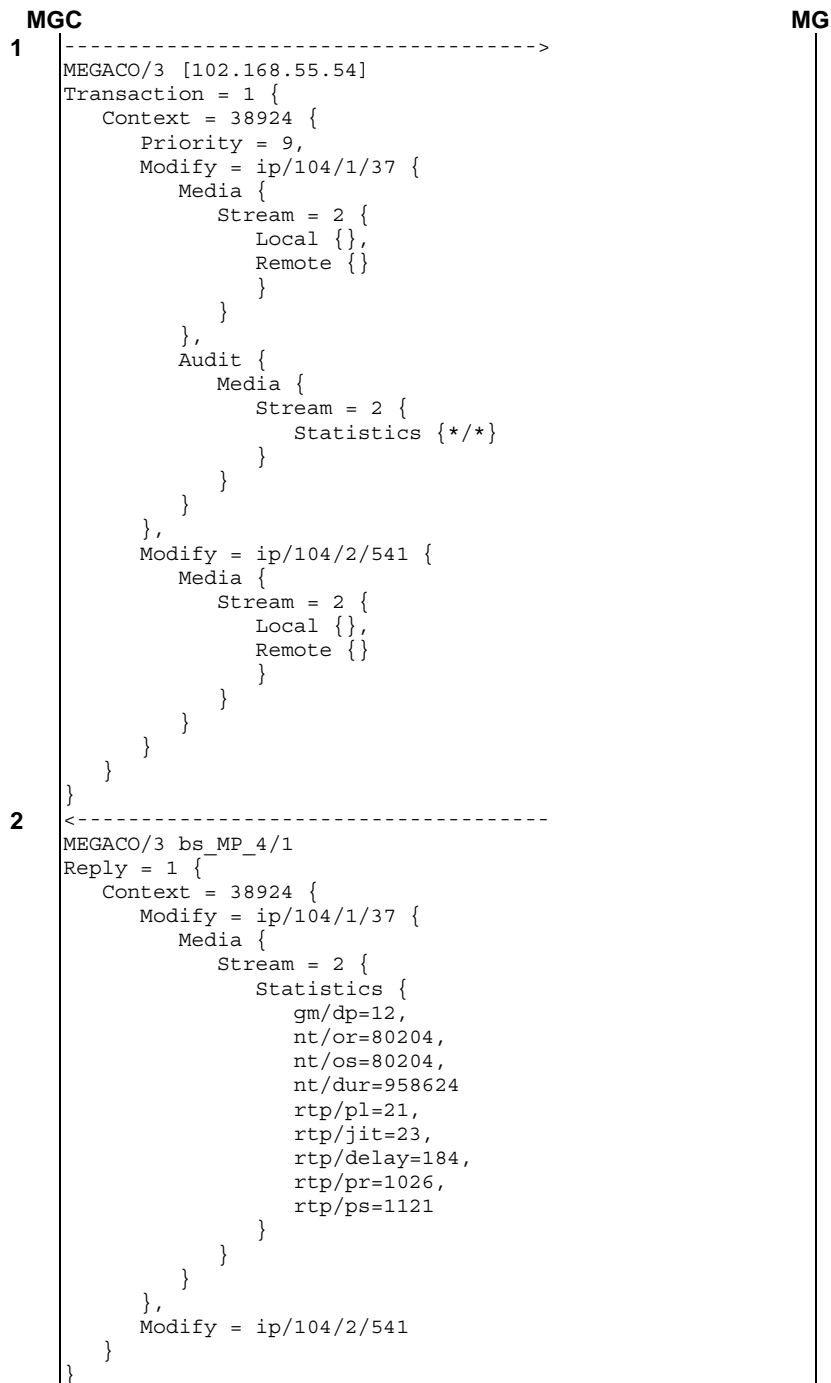 MGC MG
1 ------------------------------------->
MEGACO/3 [102.168.55.54]
Transaction = 1 {
   Context = 38924 {
      Priority = 9,
      Modify = ip/104/1/37 {
         Media {
            Stream = 2 {
               Local {},
               Remote {}
               }
            }
         },
         Audit {
            Media {
               Stream = 2 {
                  Statistics {*/*}
               }
            }
         }
      },
      Modify = ip/104/2/541 {
         Media {
            Stream = 2 {
               Local {},
               Remote {}
               }
            }
         }
      }
   }
}
2 <-------------------------------------
MEGACO/3 bs_MP_4/1
Reply = 1 {
   Context = 38924 {
      Modify = ip/104/1/37 {
         Media {
            Stream = 2 {
               Statistics {
                  gm/dp=12,
                  nt/or=80204,
                  nt/os=80204,
                  nt/dur=958624
                  rtp/pl=21,
                  rtp/jit=23,
                  rtp/delay=184,
                  rtp/pr=1026,
                  rtp/ps=1121
               }
            }
         }
      },
      Modify = ip/104/2/541
   }
}